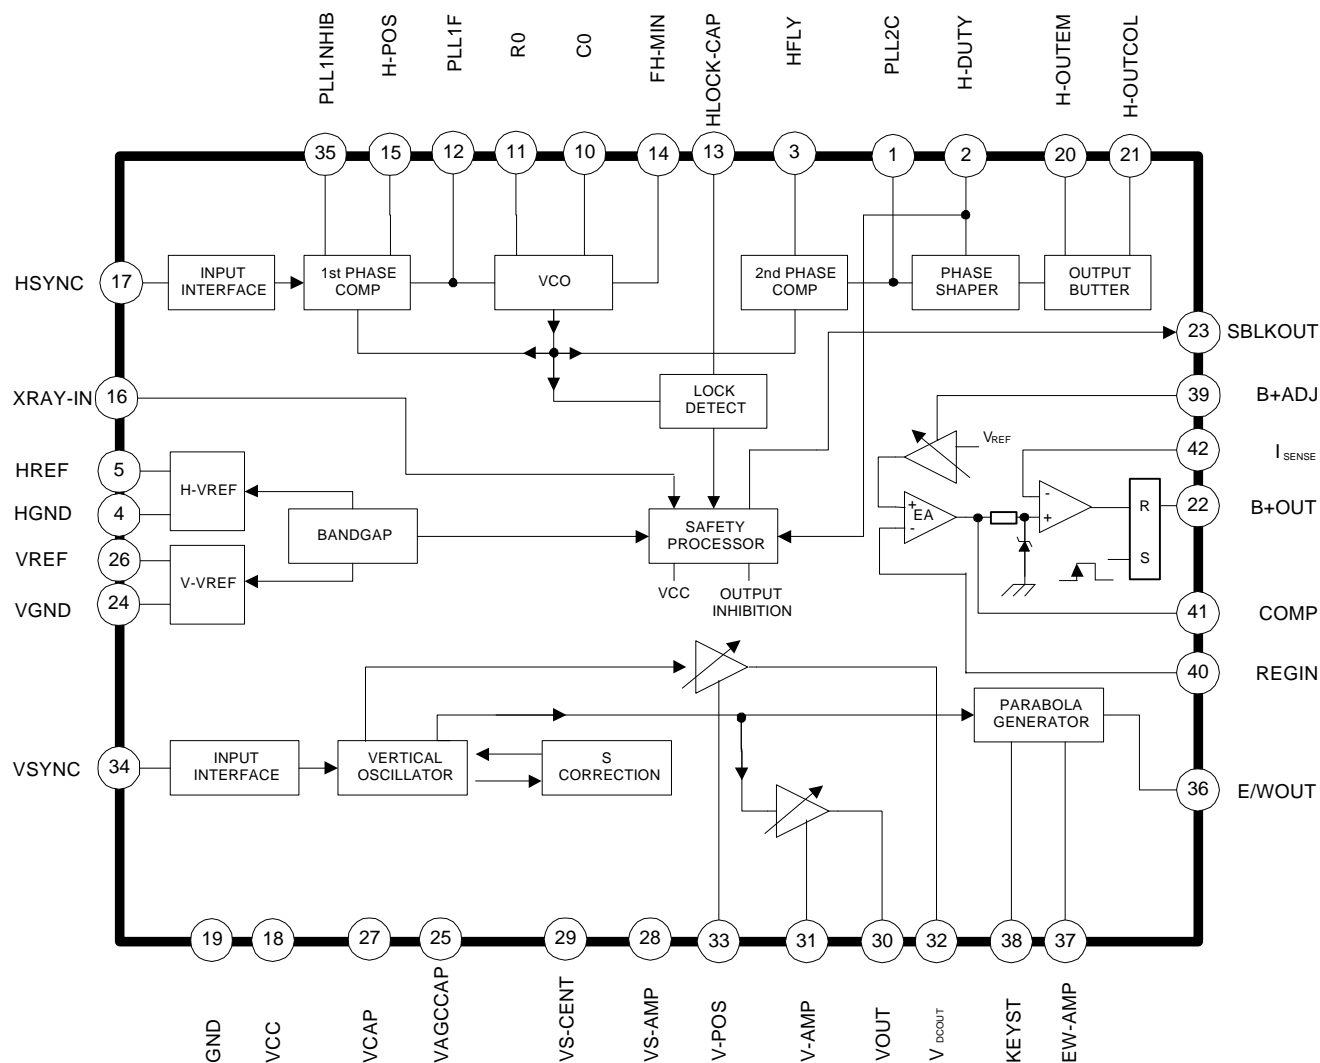 PLL1NHIB
H-POS
PLL1F
R0
C0
FH-MIN
HLOCK-CAP
HFLY
PLL2C
H-DUTY
H-OUTEM
H-OUTCOL
35
15
12
11
10
14
13
3
1
2
20
21
HSYNC
17
INPUT
INTERFACE
1st PHASE
COMP
VCO
2nd PHASE
COMP
PHASE
SHAPER
OUTPUT
BUTTER
23
SBLKOUT
XRAY-IN
16
LOCK
DETECT
39
B+ADJ
VREF
42
I SENSE
HREF
5
H-VREF
HGND
4
BANDGAP
SAFETY
PROCESSOR
VCC
OUTPUT
INHIBITION
+
EA
-
-
+
R
S
22
B+OUT
VREF
26
V-VREF
VGND
24
41
COMP
40
REGIN
PARABOLA
GENERATOR
VSYNC
34
INPUT
INTERFACE
VERTICAL
OSCILLATOR
S
CORRECTION
36
E/WOUT
19
18
27
25
29
28
33
31
30
32
38
37
GND
VCC
VCAP
VAGCCAP
VS-CENT
VS-AMP
V-POS
V-AMP
VOUT
V DCOUT
KEYST
EW-AMP